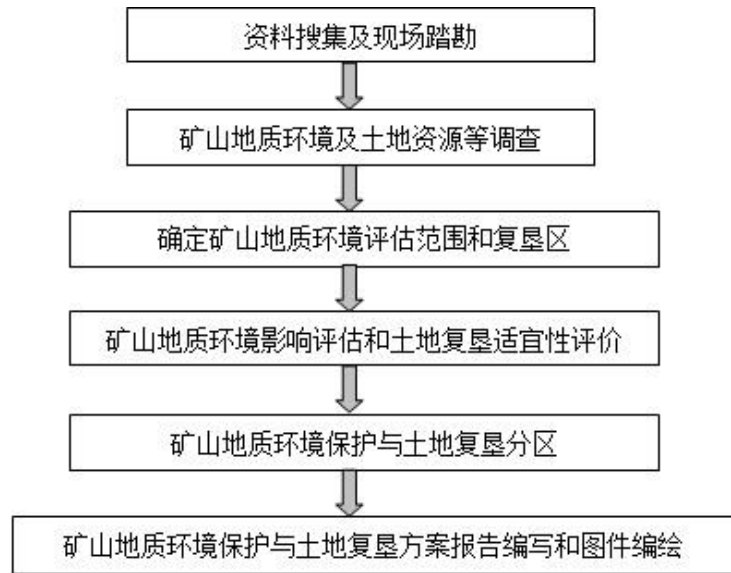 资料搜集及现场踏勘
矿山地质环境及土地资源等调查
确定矿山地质环境评估范围和复垦区
矿山地质环境影响评估和土地复垦适宜性评价
矿山地质环境保护与土地复垦分区
矿山地质环境保护与土地复垦方案报告编写和图件编绘